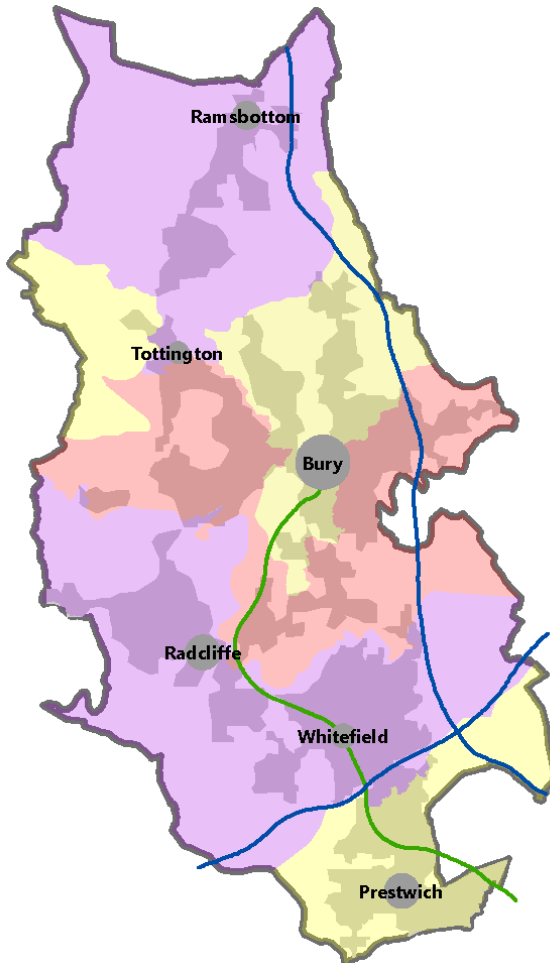 Ramsbottom
Tottington
Bury
Radcliffe
Whitefield
Prestwich